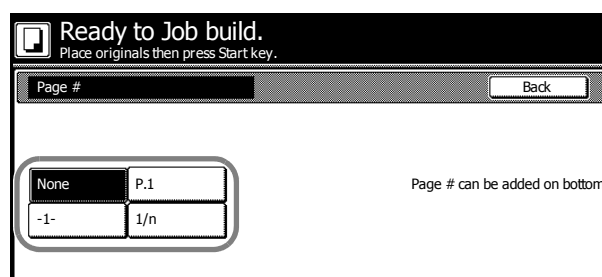 Ready to Job build.
Place originals then press Start key.
Page #
Back
None
P.1
Page # can be added on bottom
-1-
1/n